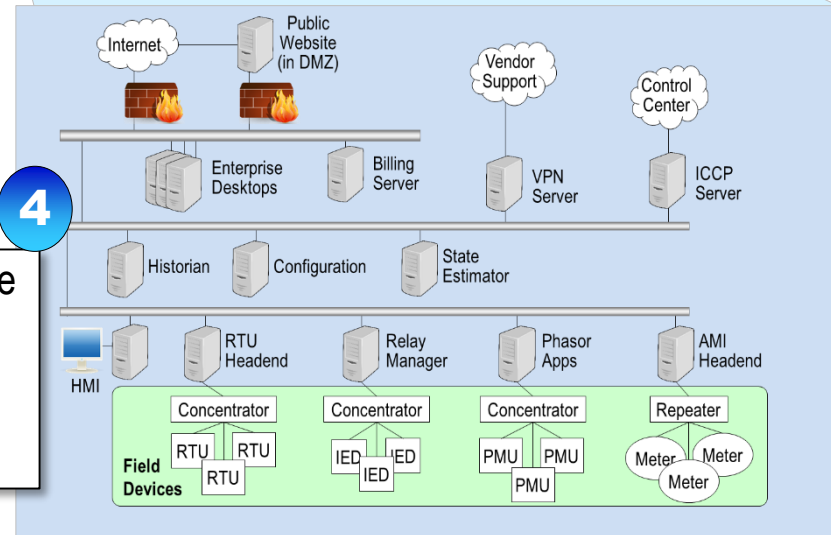 Internet
Public
Website
(in DMZ)
Vendor
Support
Control
Center
Enterprise
Desktops
Billing
Server
VPN
Server
ICCP
Server
4
e
Historian
Configuration
State
Estimator
HMI
RTU
Headend
Relay
Manager
Phasor
Apps
AMI
Headend
Concentrator
Concentrator
Concentrator
Repeater
RTU
RTU
RTU
IED
IED
IED
PMU
PMU
PMU
Meter
Meter
Meter
Field
Devices